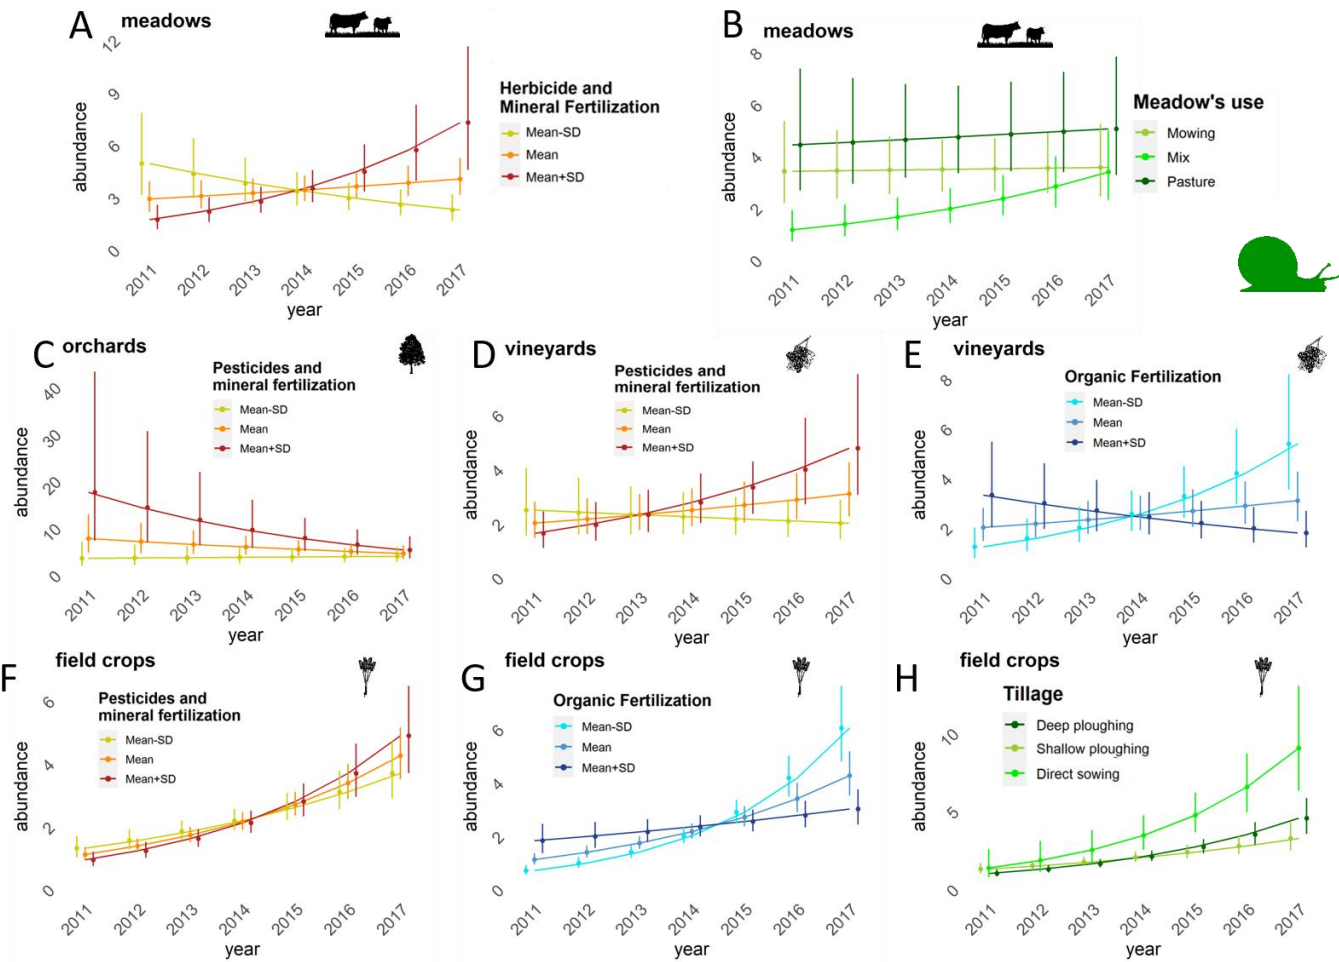 A meadows
12
9
6
3
0
abundance
2011 2012 2013 2014 2015 2016 2017
year
Herbicide and
Mineral Fertilization
Mean-SD
Mean
Mean+SD
B meadows
8
6
4
2
0
abundance
2011 2012 2013 2014 2015 2016 2017
year
Meadow's use
Mowing
Mix
Pasture
C orchards
40
30
20
10
0
abundance
2011 2012 2013 2014 2015 2016 2017
year
Pesticides and
mineral fertilization
Mean-SD
Mean
Mean+SD
D vineyards
6
4
2
0
abundance
2011 2012 2013 2014 2015 2016 2017
year
Pesticides and
mineral fertilization
Mean-SD
Mean
Mean+SD
E vineyards
8
6
4
2
0
abundance
2011 2012 2013 2014 2015 2016 2017
year
Organic Fertilization
Mean-SD
Mean
Mean+SD
F field crops
6
4
2
0
abundance
2011 2012 2013 2014 2015 2016 2017
year
Pesticides and
mineral fertilization
Mean-SD
Mean
Mean+SD
G field crops
6
4
2
0
abundance
2011 2012 2013 2014 2015 2016 2017
year
Organic Fertilization
Mean-SD
Mean
Mean+SD
H field crops
10
5
0
abundance
2011 2012 2013 2014 2015 2016 2017
year
Tillage
Deep ploughing
Shallow ploughing
Direct sowing